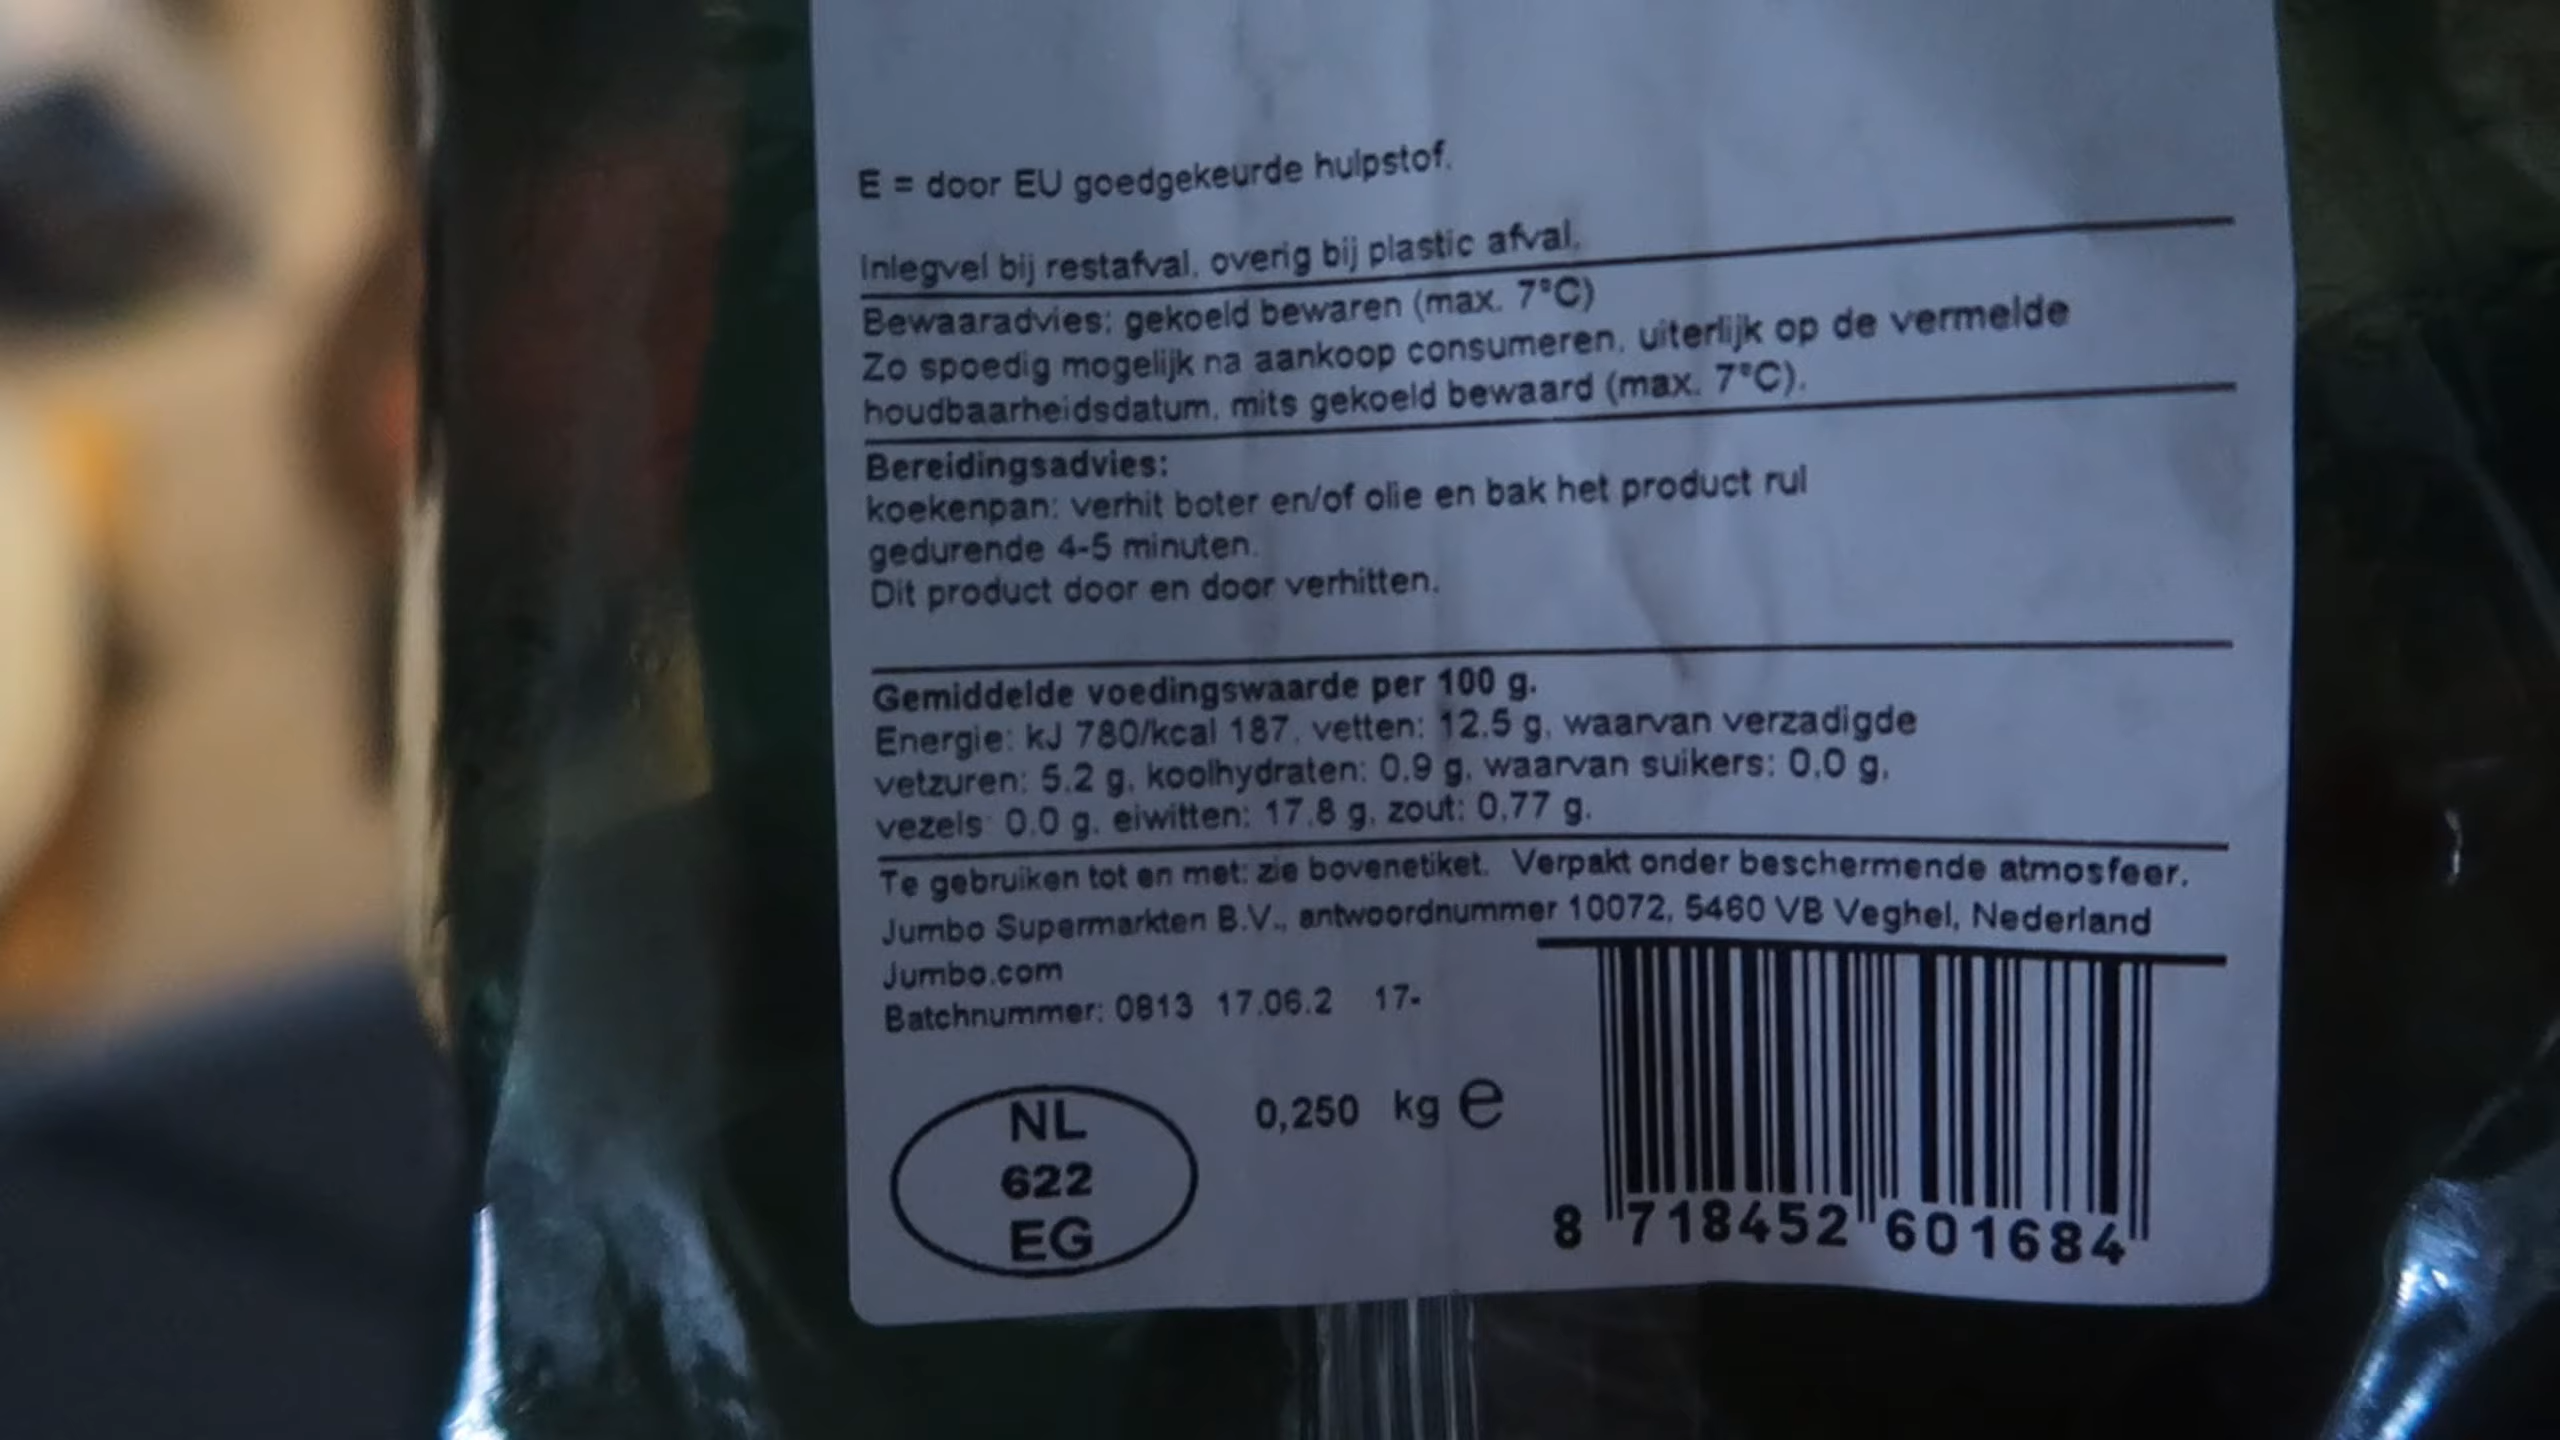 E = door EU goedgekeurde hulpstof.
Inlegvel bij restafval, overig bij plastic afval.
Bewaaradvies: gekoeld bewaren (max. 7°C)
Zo spoedig mogelijk na aankoop consumeren, uiterlijk op de vermelde
houdbaarheidsdatum, mits gekoeld bewaard (max. 7°C).
Bereidingsadvies:
koekenpan: verhit boter en/of olie en bak het product rul
gedurende 4-5 minuten.
Dit product door en door verhitten.
Gemiddelde voedingswaarde per 100 g.
Energie: kJ 780/kcal 187, vetten: 12.5 g, waarvan verzadigde
vetzuren: 5.2 g, koolhydraten: 0.9 g, waarvan suikers: 0.0 g,
vezels: 0.0 g, eiwitten: 17.8 g, zout: 0.77 g.
Te gebruiken tot en met: zie bovenetiket. Verpakt onder beschermende atmosfeer.
Jumbo Supermarkten B.V., antwoordnummer 10072, 5460 VB Veghel, Nederland
Jumbo.com
Batchnummer: 0813 17.06.2 17-
NL
622
EG
0,250 kg e
8 718452 601684